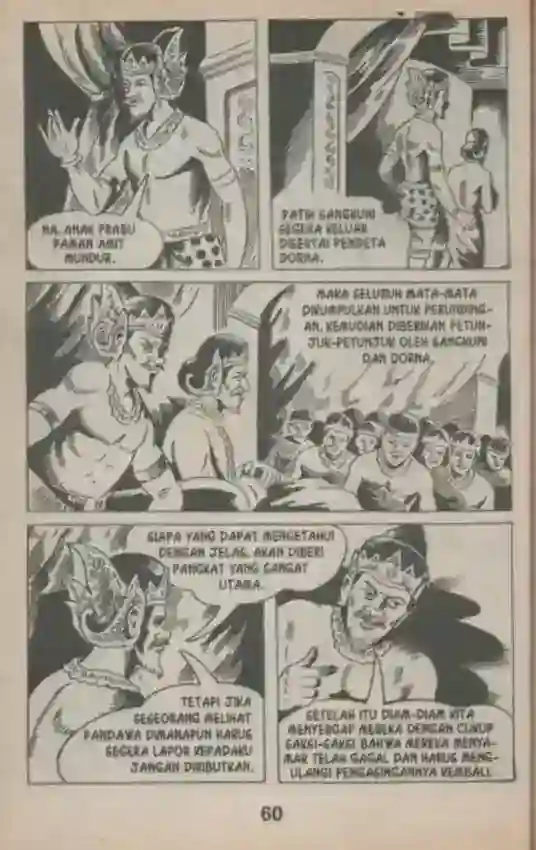 NA, ANAK PRABU
PAMAN AMIT
MUNDUR.
PATIH SANGKUNI
SEGERA KELUAR
DISERTAI PENDETA
DORNA.
MAKA SELURUH MATA-MATA
DIKUMPULKAN UNTUK PERUNDING-
AN. KEMUDIAN DIBERIKAN PETUN-
JUK-PETUNJUK OLEH SANGKUNI
DAN DORNA.
SIAPA YANG DAPAT MENGETAHUI
DENGAN JELAS, AKAN DIBERI
PANGKAT YANG SANGAT
UTAMA.
TETAPI JIKA
SESEORANG MELIHAT
PANDAWA DIMANAPUN HARUS
SEGERA LAPOR KEPADAKU
JANGAN DIRIBUTKAN.
SETELAH ITU DIAM-DIAM KITA
MENYERGAP MEREKA DENGAN CUKUP
SAKSI-SAKSI BAHWA MEREKA MENYA-
MAR TELAH GAGAL DAN HARUS MENG-
ULANGI PENGASINGANNYA KEMBALI.
60